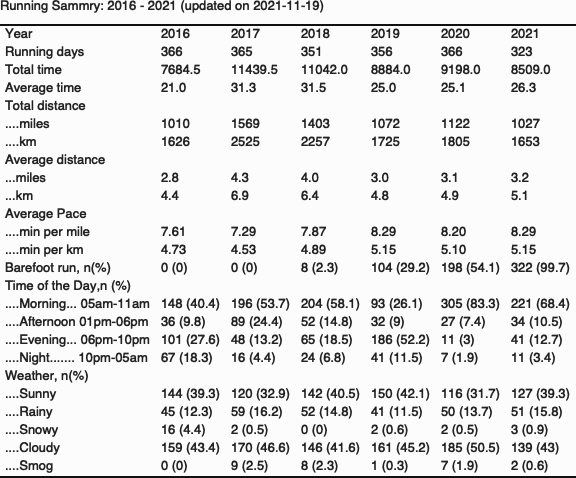 Running Sammry: 2016 - 2021 (updated on 2021-11-19)
Year 2016 2017 2018 2019 2020 2021
Running days 366 365 351 356 366 323
Total time 7684.5 11439.5 11042.0 8884.0 9198.0 8509.0
Average time 21.0 31.3 31.5 25.0 25.1 26.3
Total distance
....miles 1010 1569 1403 1072 1122 1027
....km 1626 2525 2257 1725 1805 1653
Average distance
...miles 2.8 4.3 4.0 3.0 3.1 3.2
...km 4.4 6.9 6.4 4.8 4.9 5.1
Average Pace
....min per mile 7.61 7.29 7.87 8.29 8.20 8.29
....min per km 4.73 4.53 4.89 5.15 5.10 5.15
Barefoot run, n(%) 0 (0) 0 (0) 8 (2.3) 104 (29.2) 198 (54.1) 322 (99.7)
Time of the Day,n (%)
....Morning... 05am-11am 148 (40.4) 196 (53.7) 204 (58.1) 93 (26.1) 305 (83.3) 221 (68.4)
....Afternoon 01pm-06pm 36 (9.8) 89 (24.4) 52 (14.8) 32 (9) 27 (7.4) 34 (10.5)
....Evening... 06pm-10pm 101 (27.6) 48 (13.2) 65 (18.5) 186 (52.2) 11 (3) 41 (12.7)
....Night....... 10pm-05am 67 (18.3) 16 (4.4) 24 (6.8) 41 (11.5) 7 (1.9) 11 (3.4)
Weather, n(%)
....Sunny 144 (39.3) 120 (32.9) 142 (40.5) 150 (42.1) 116 (31.7) 127 (39.3)
....Rainy 45 (12.3) 59 (16.2) 52 (14.8) 41 (11.5) 50 (13.7) 51 (15.8)
....Snowy 16 (4.4) 2 (0.5) 0 (0) 2 (0.6) 2 (0.5) 3 (0.9)
....Cloudy 159 (43.4) 170 (46.6) 146 (41.6) 161 (45.2) 185 (50.5) 139 (43)
....Smog 0 (0) 9 (2.5) 8 (2.3) 1 (0.3) 7 (1.9) 2 (0.6)